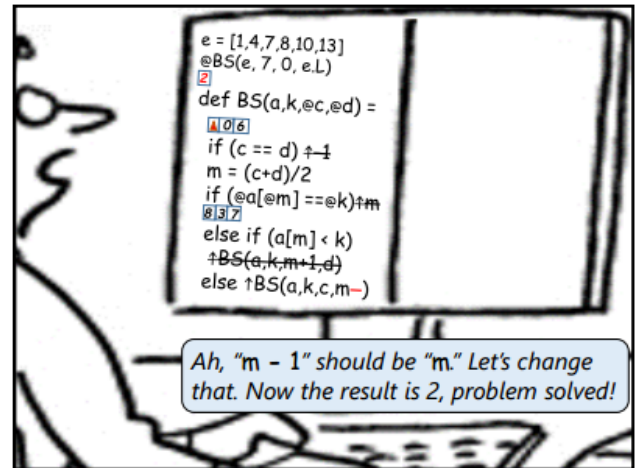 e = [1,4,7,8,10,13]
@BS(e, 7, 0, e.L)
2
def BS(a,k,@c,@d) =
▲ 0 6
if (c == d) ↑-1
m = (c+d)/2
if (@a[@m] ==@k)↑m
8 3 7
else if (a[m] < k)
↑BS(a,k,m+1,d)
else ↑BS(a,k,c,m-)
Ah, “m - 1” should be “m.” Let’s change
that. Now the result is 2, problem solved!